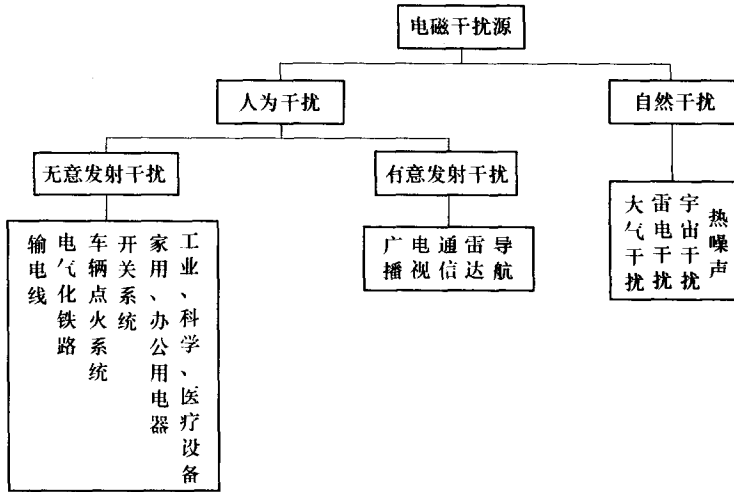 电磁干扰源
人为干扰
自然干扰
无意发射干扰
有意发射干扰
输电线
电气化铁路
车辆点火系统
开关系统
家用、办公用电器
工业、科学、医疗设备
广播
电视
通信
雷达
导航
大气干扰
雷电干扰
宇宙干扰
热噪声